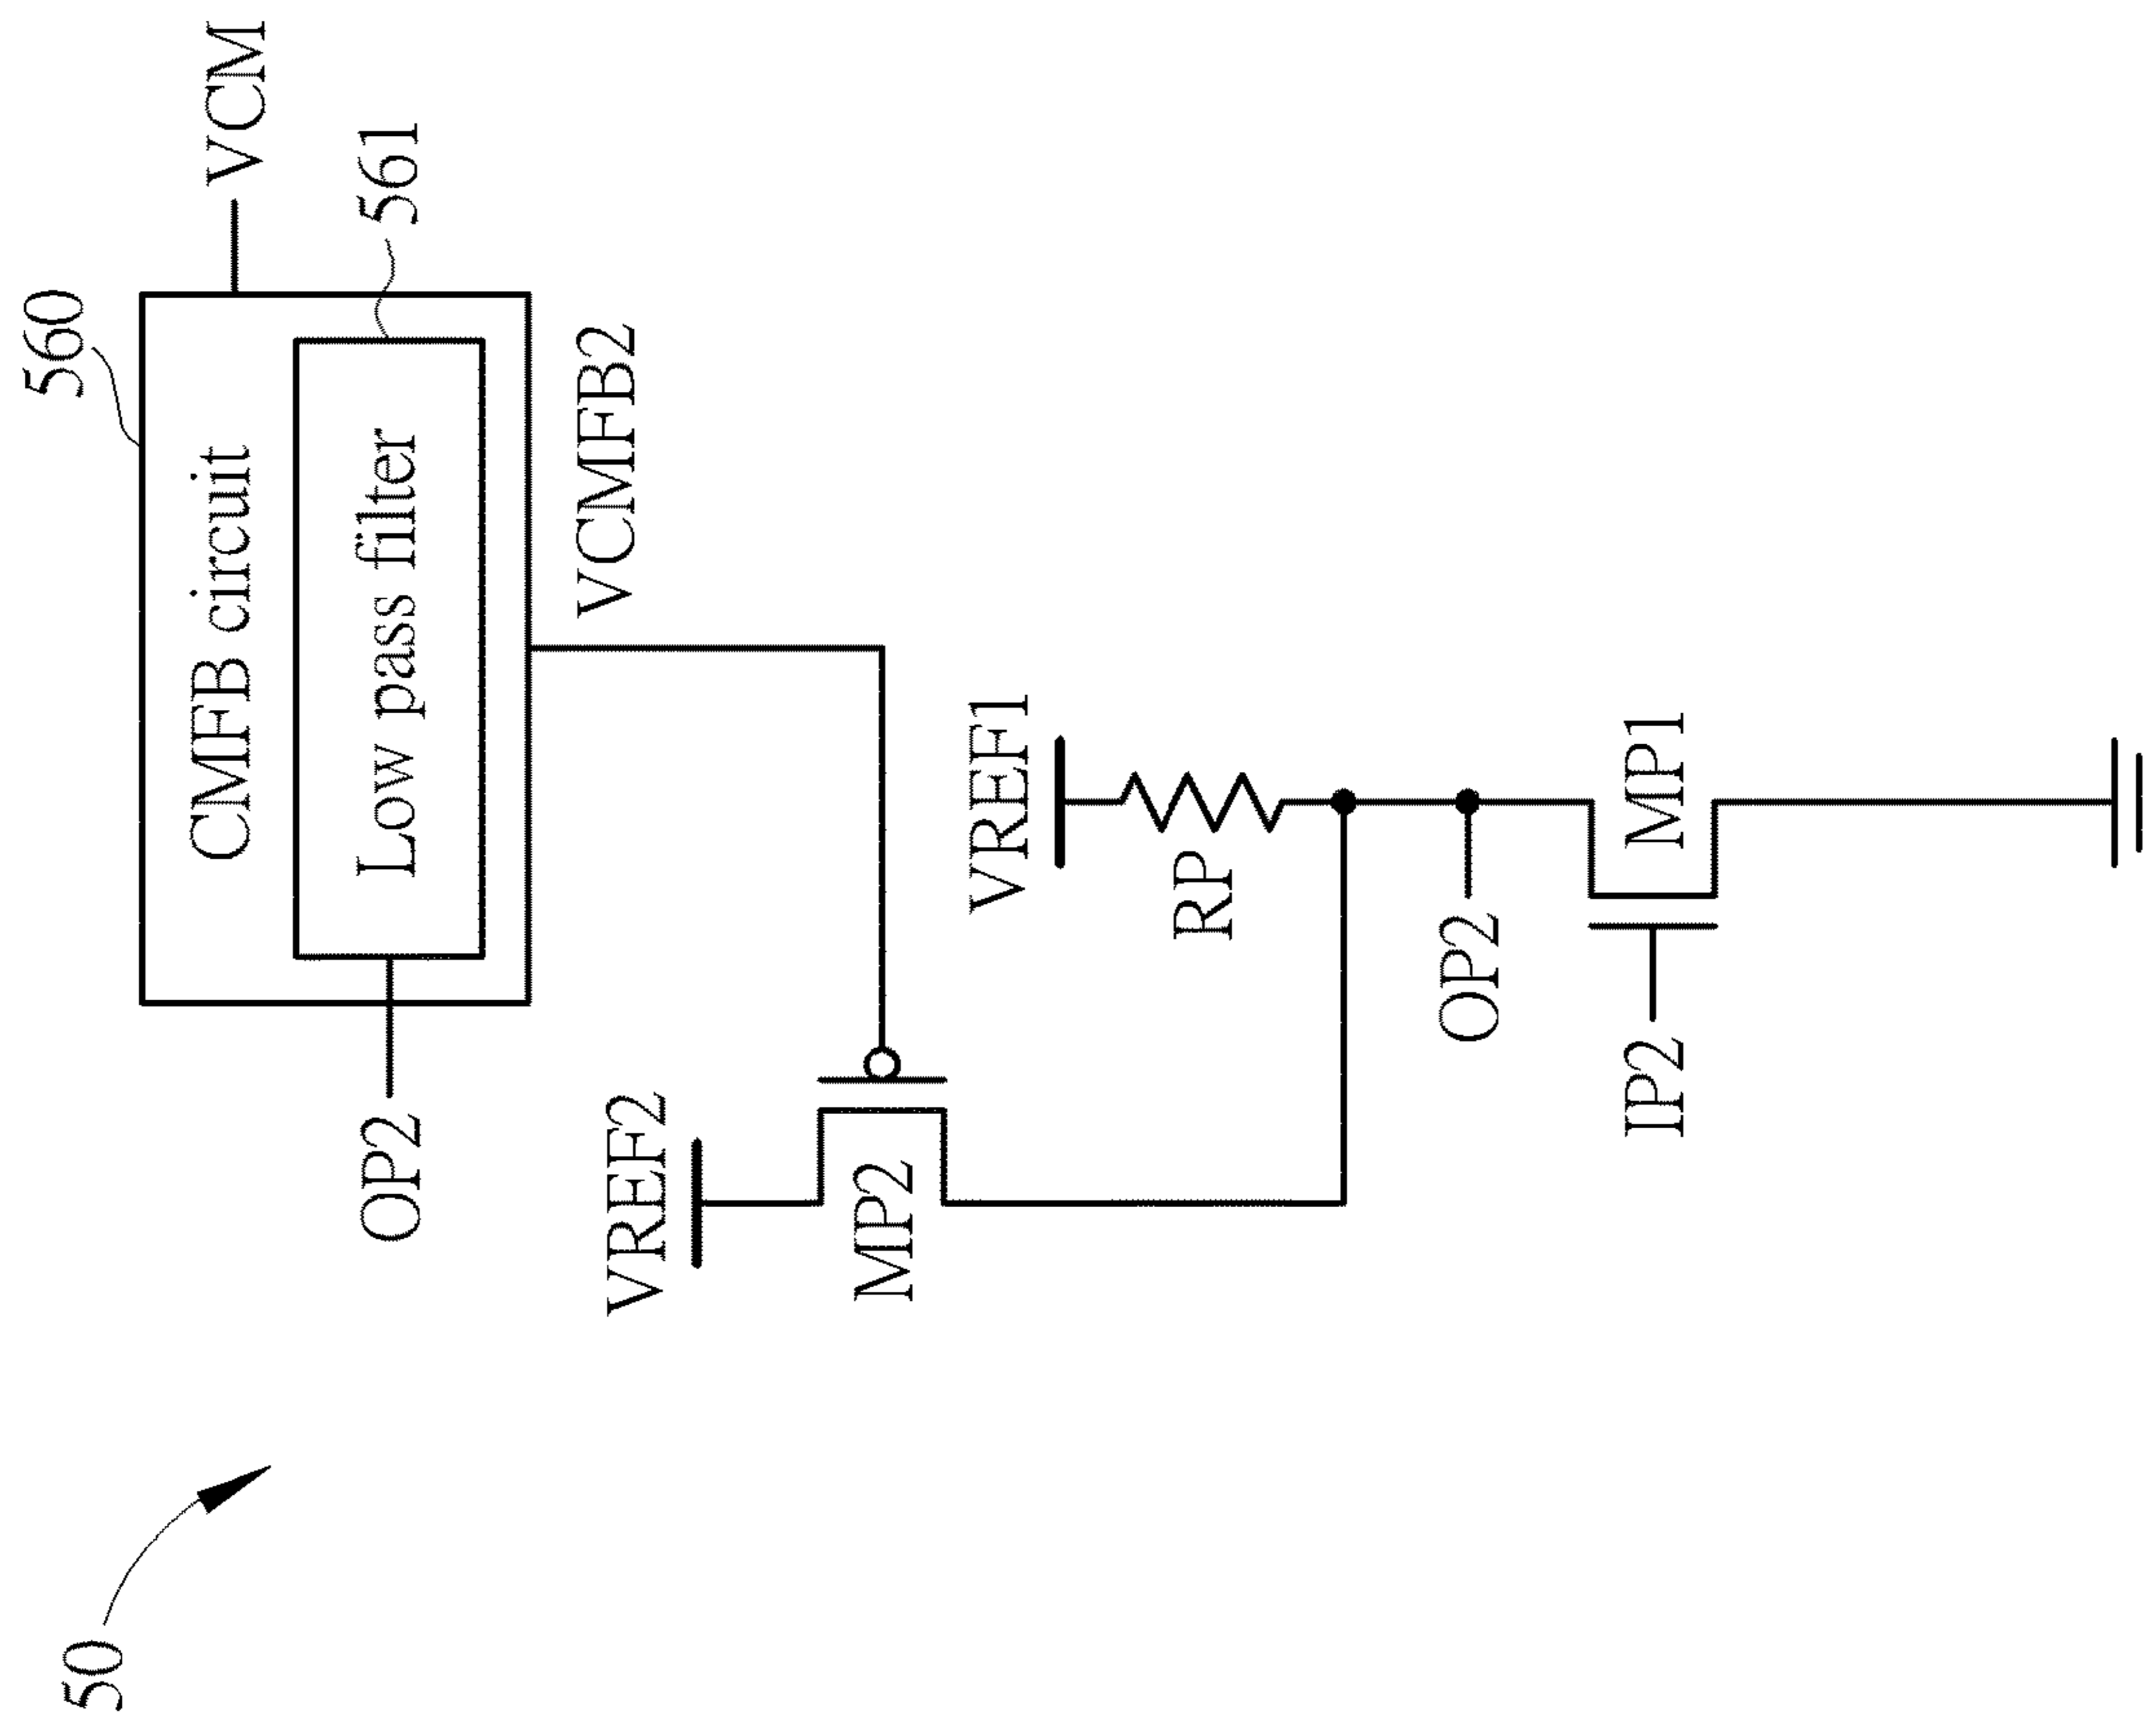 50
560
CMFB circuit
VCM
OP2
Low pass filter
561
VREF2
VCMFB2
MP2
VREF1
RP
OP2
IP2
MP1